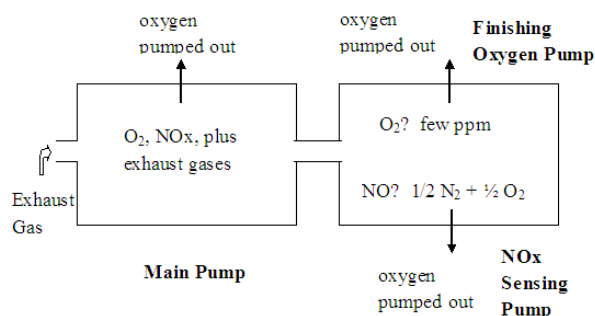 oxygen
pumped out
oxygen
pumped out
Finishing
Oxygen Pump
O₂, NOx, plus
exhaust gases
O₂? few ppm
NO? 1/2 N₂ + ½ O₂
Exhaust
Gas
Main Pump
oxygen
pumped out
NOx
Sensing
Pump